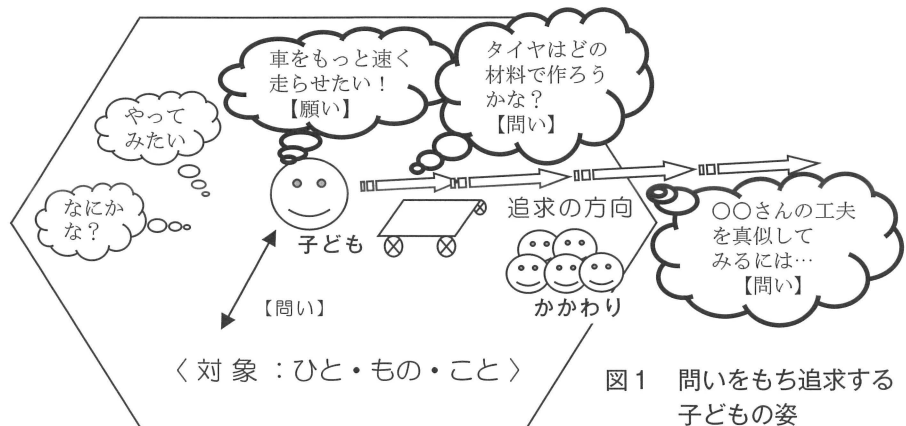 車をもっと速く
走らせたい！
【願い】
タイヤはどの
材料で作ろう
かな？
【問い】
やって
みたい
なにか
な？
子ども
追求の方向
かかわり
〇〇さんの工夫
を真似して
みるには…
【問い】
【問い】
〈対象：ひと・もの・こと〉
図1　問いをもち追求する
子どもの姿